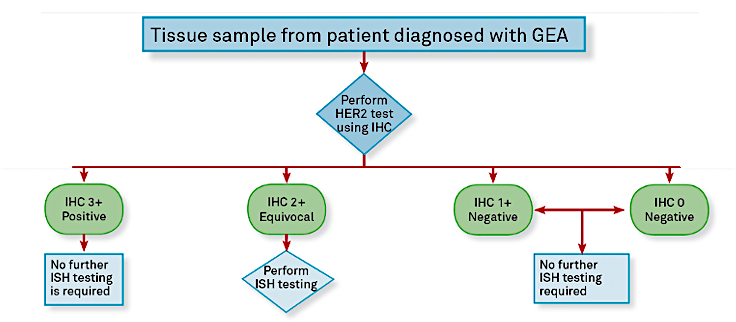 Tissue sample from patient diagnosed with GEA
Perform
HER2 test
using IHC
IHC 3+
Positive
IHC 2+
Equivocal
IHC 1+
Negative
IHC 0
Negative
No further
ISH testing
is required
Perform
ISH testing
No further
ISH testing
required